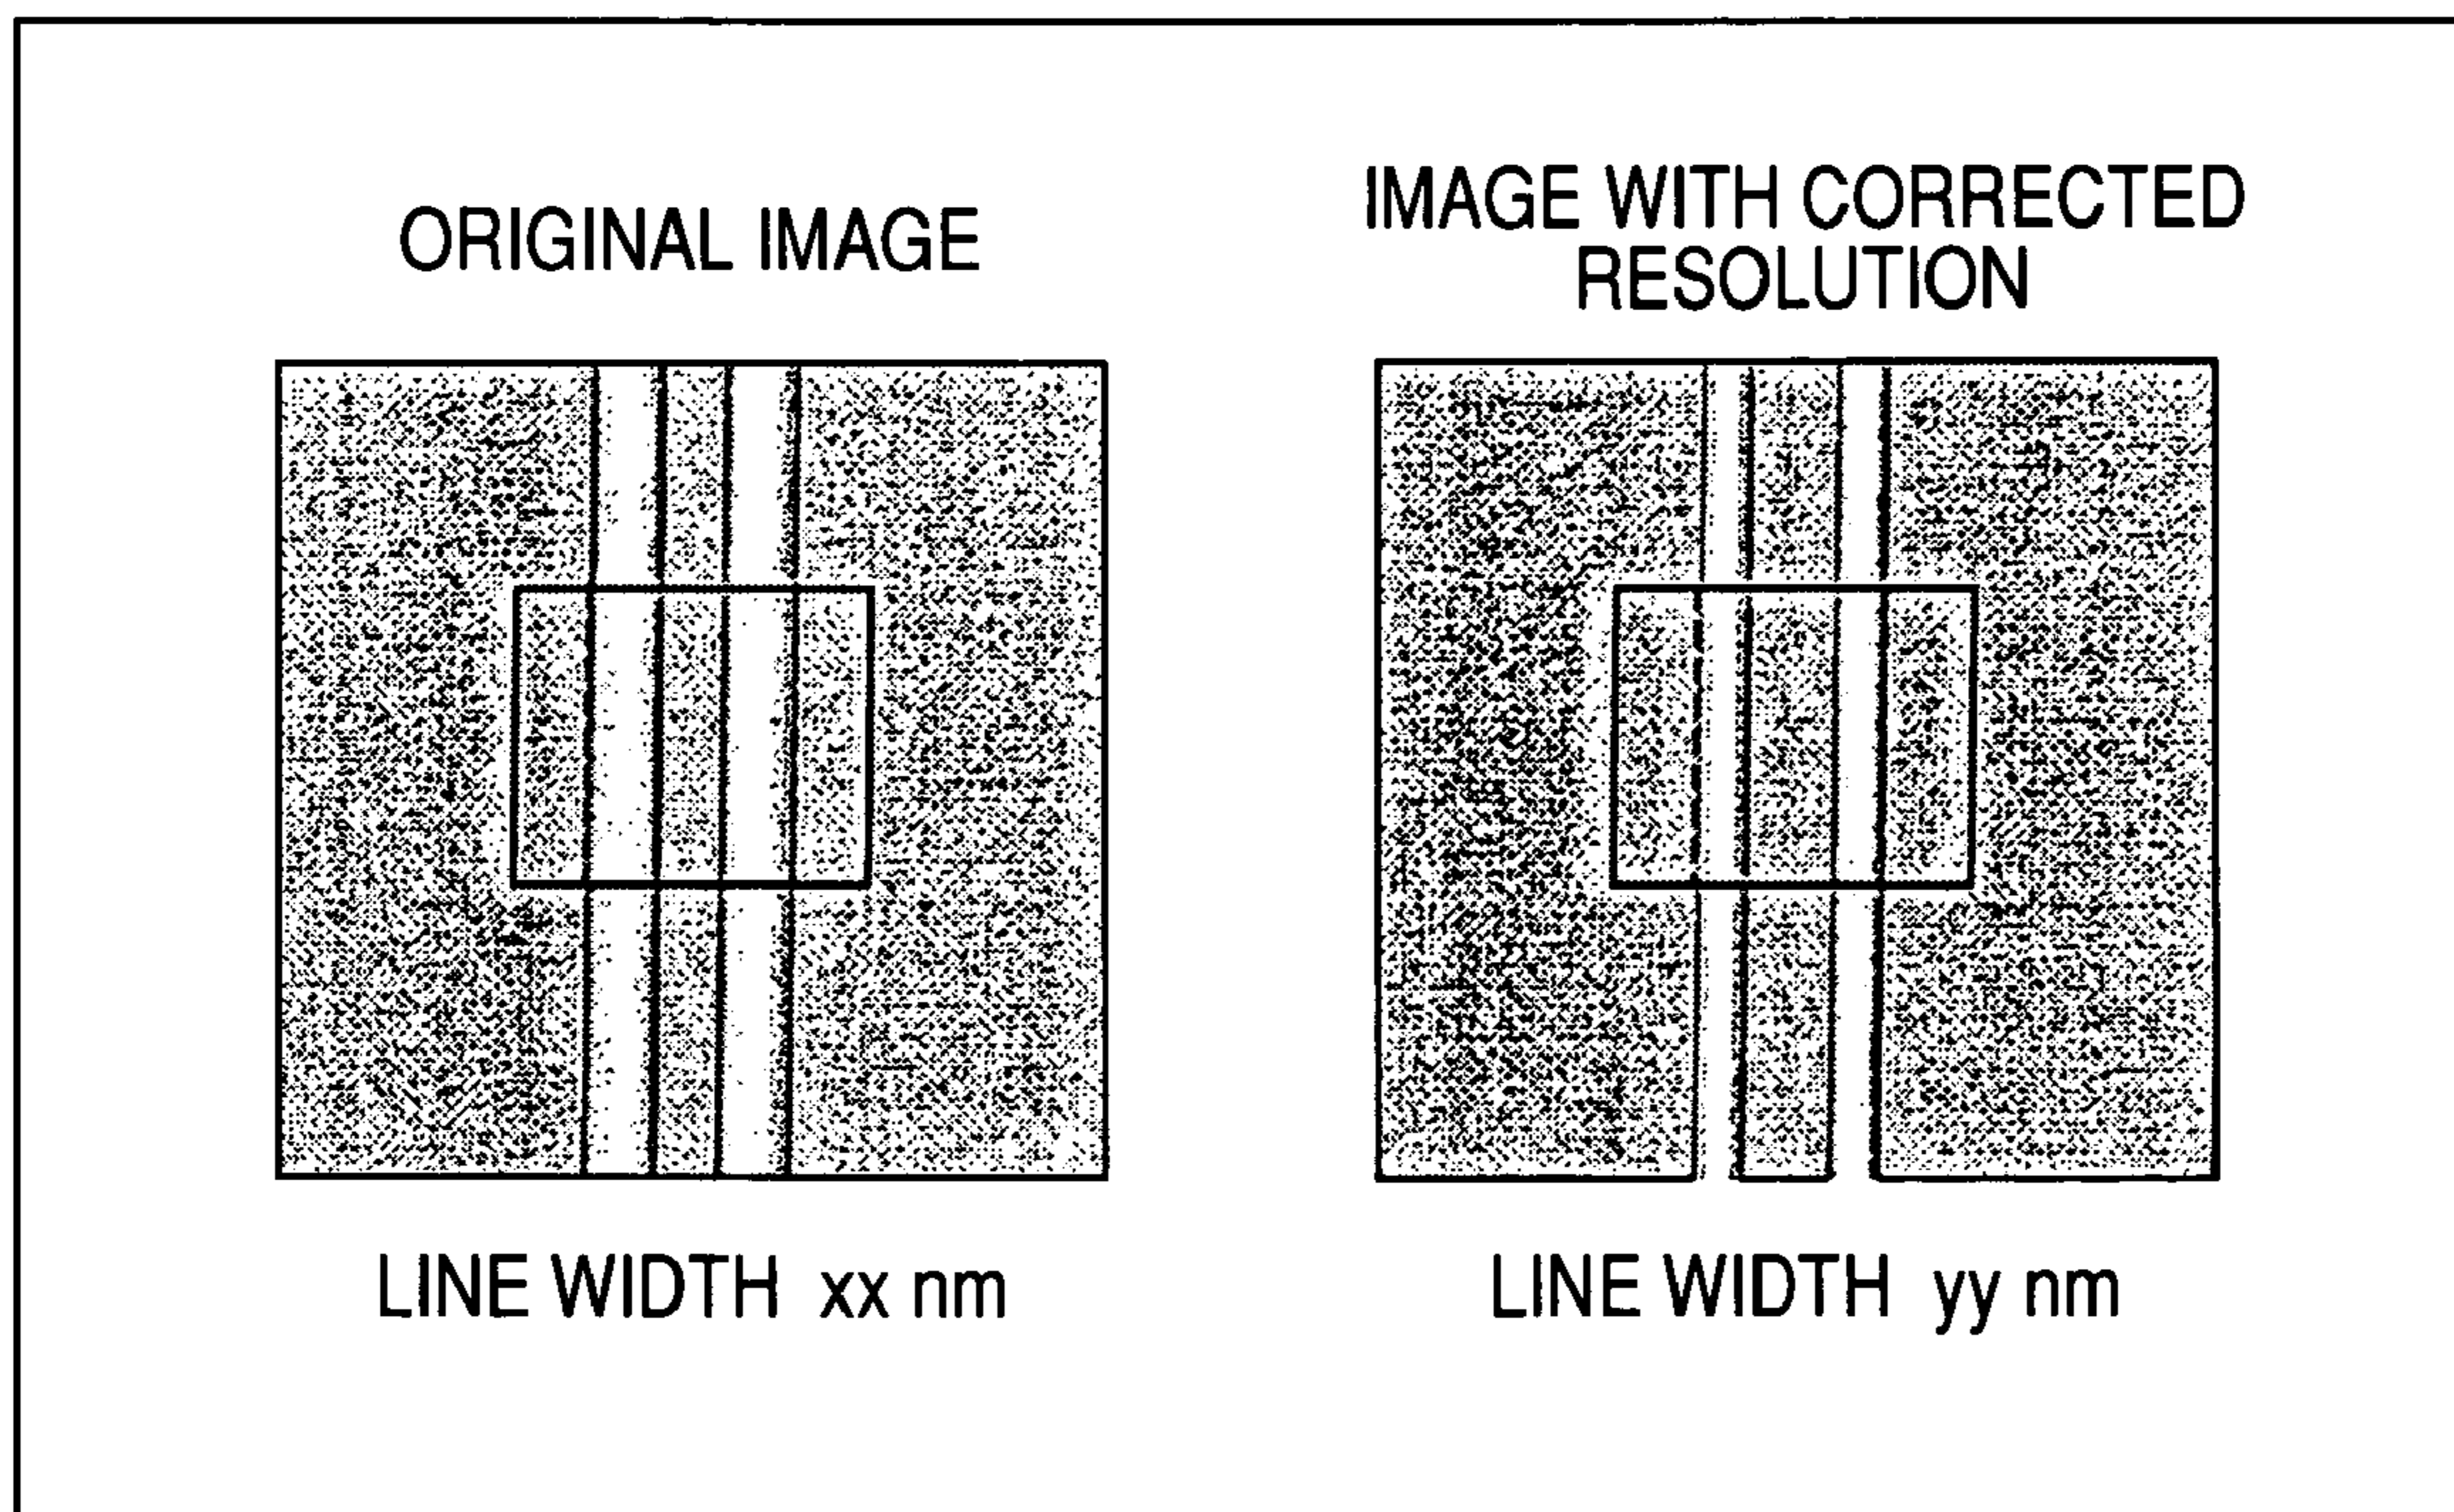 ORIGINAL IMAGE
LINE WIDTH xx nm
IMAGE WITH CORRECTED
RESOLUTION
LINE WIDTH yy nm